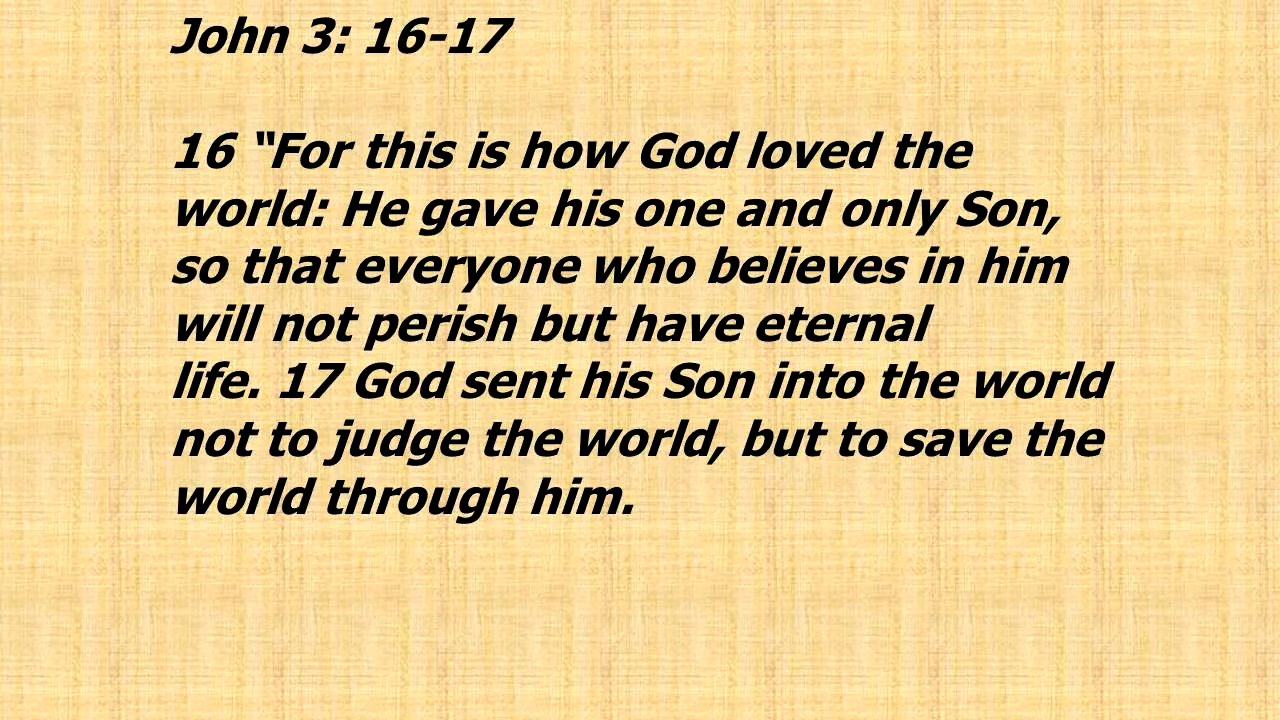 John 3: 16-17
16 “For this is how God loved the
world: He gave his one and only Son,
so that everyone who believes in him
will not perish but have eternal
life. 17 God sent his Son into the world
not to judge the world, but to save the
world through him.